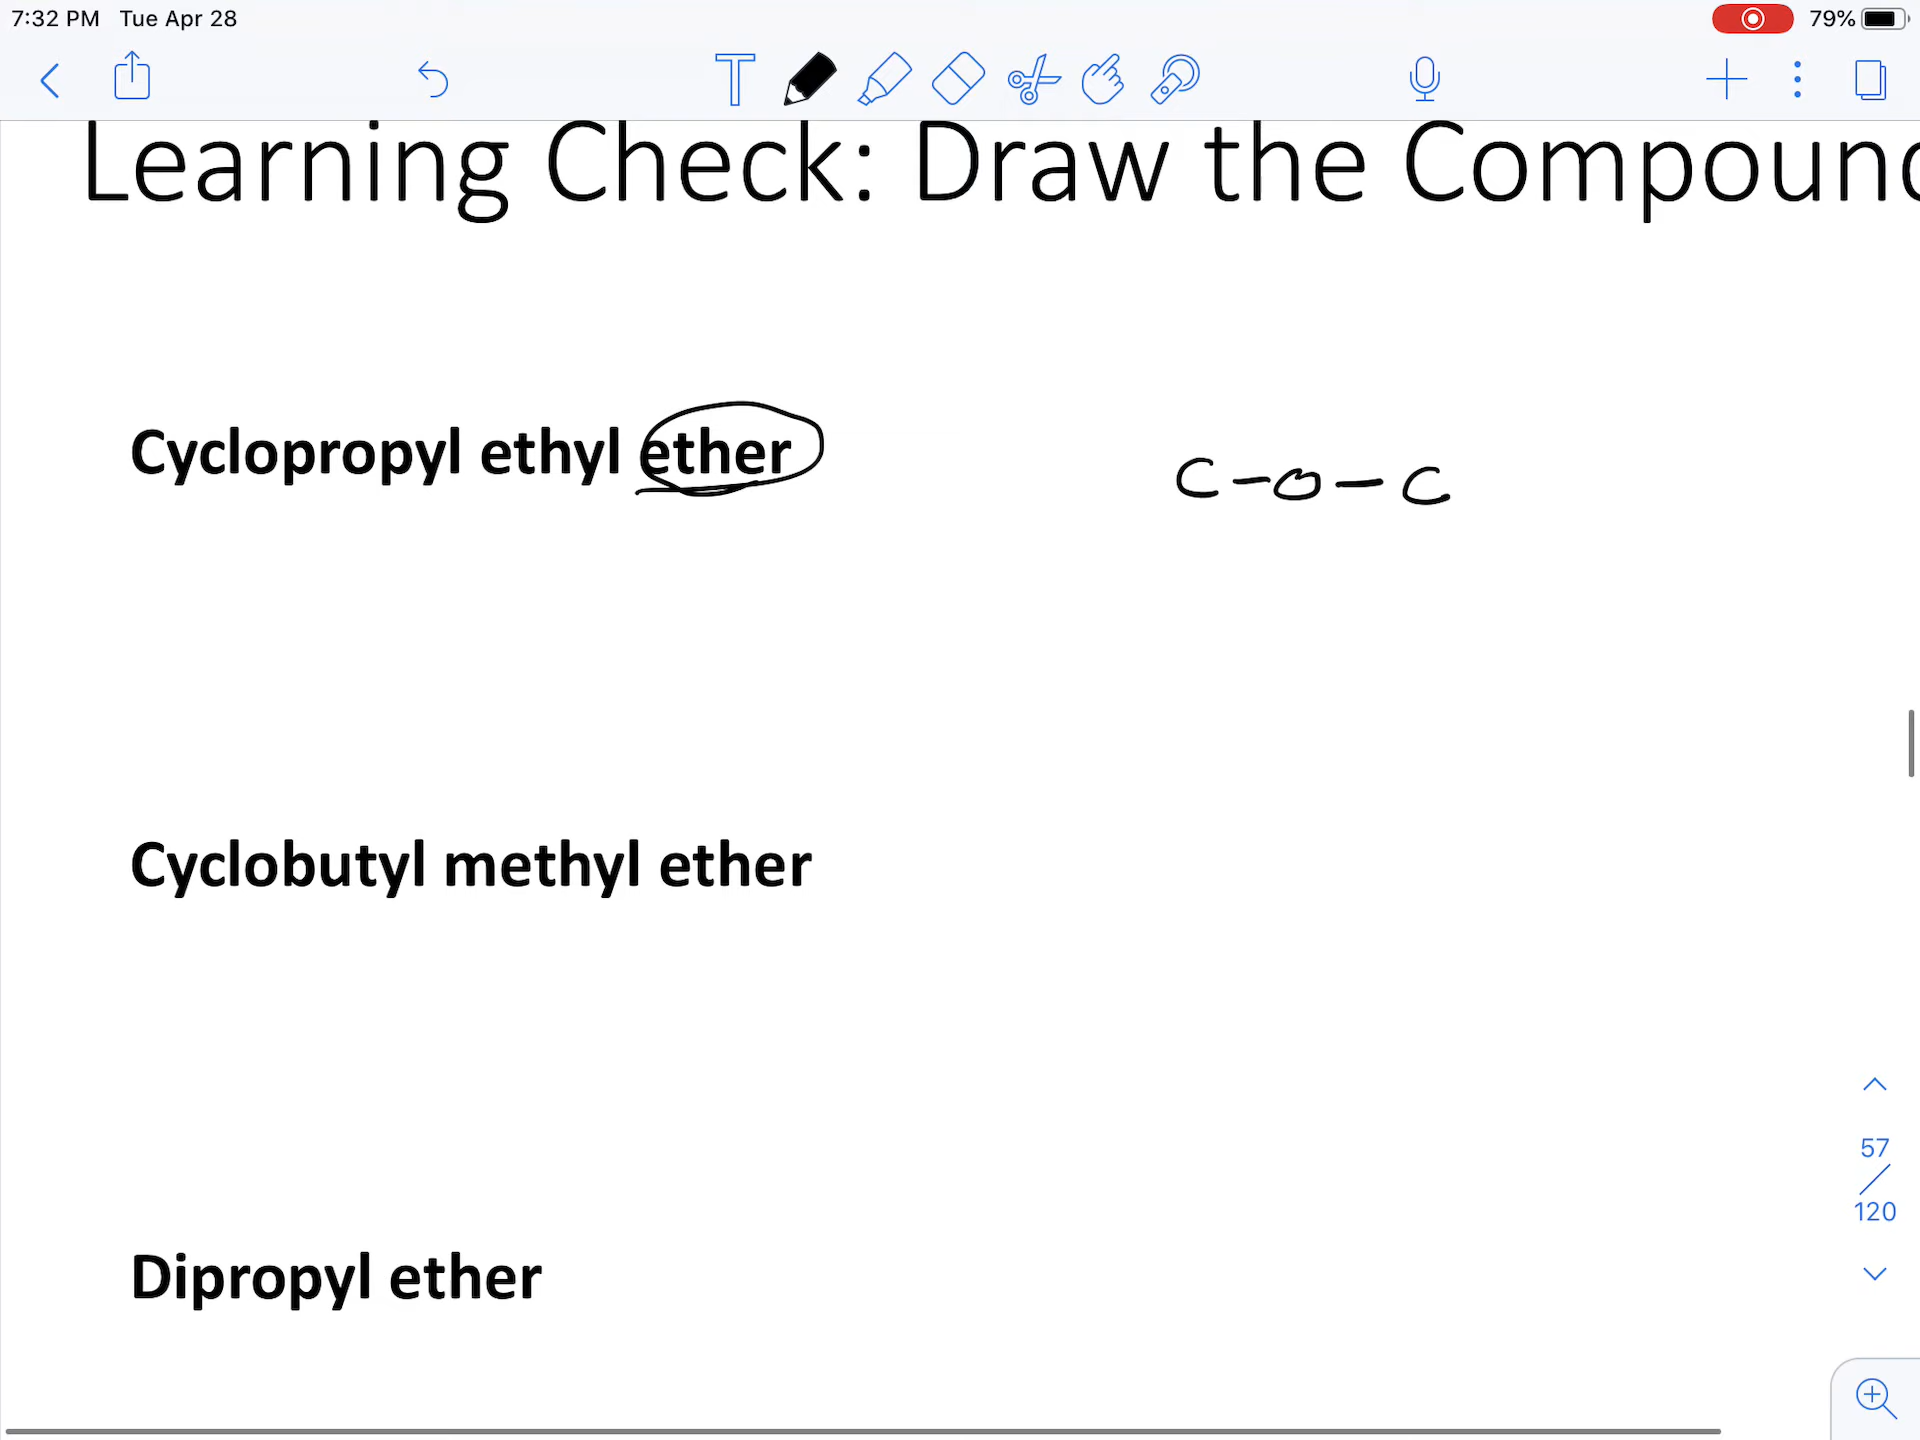 7:32 PM Tue Apr 28
79%
Learning Check: Draw the Compoun
Cyclopropyl ethyl ether
C-O-C
Cyclobutyl methyl ether
57
120
Dipropyl ether